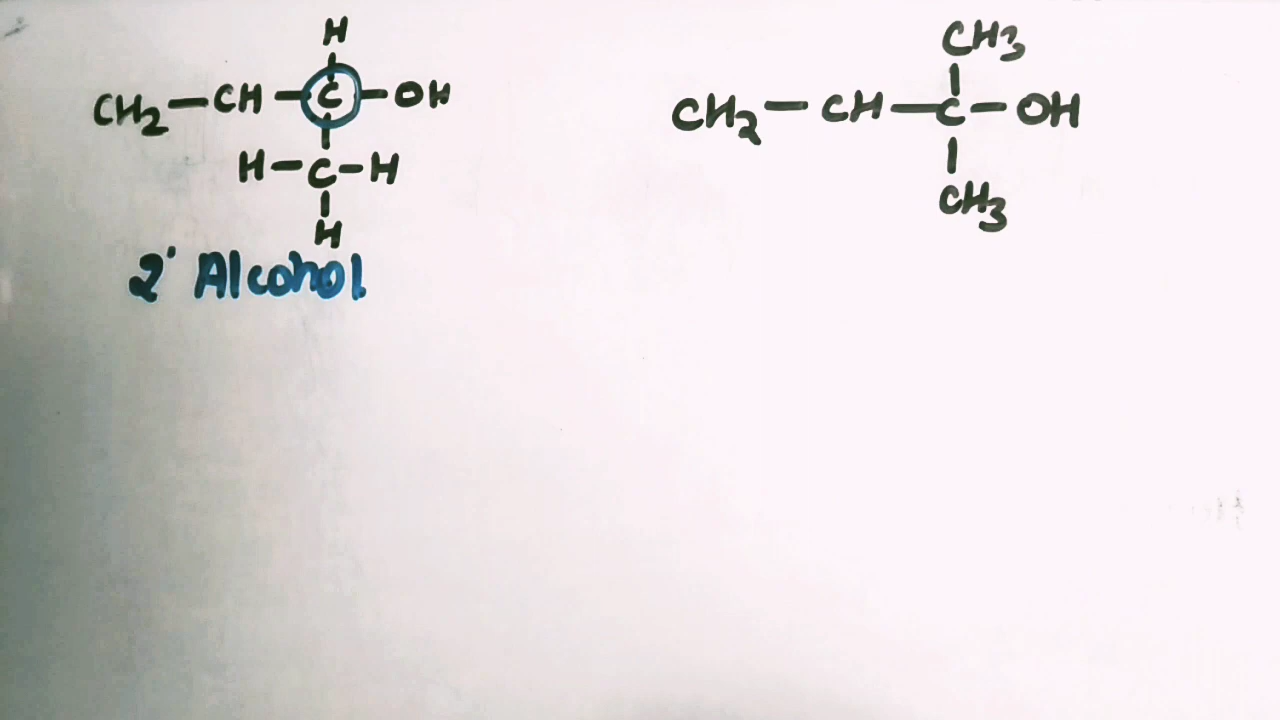 H CH3
CH2 — CH — C — OH CH2 — CH — C — OH
H — C — H CH3
H
2° Alcohol